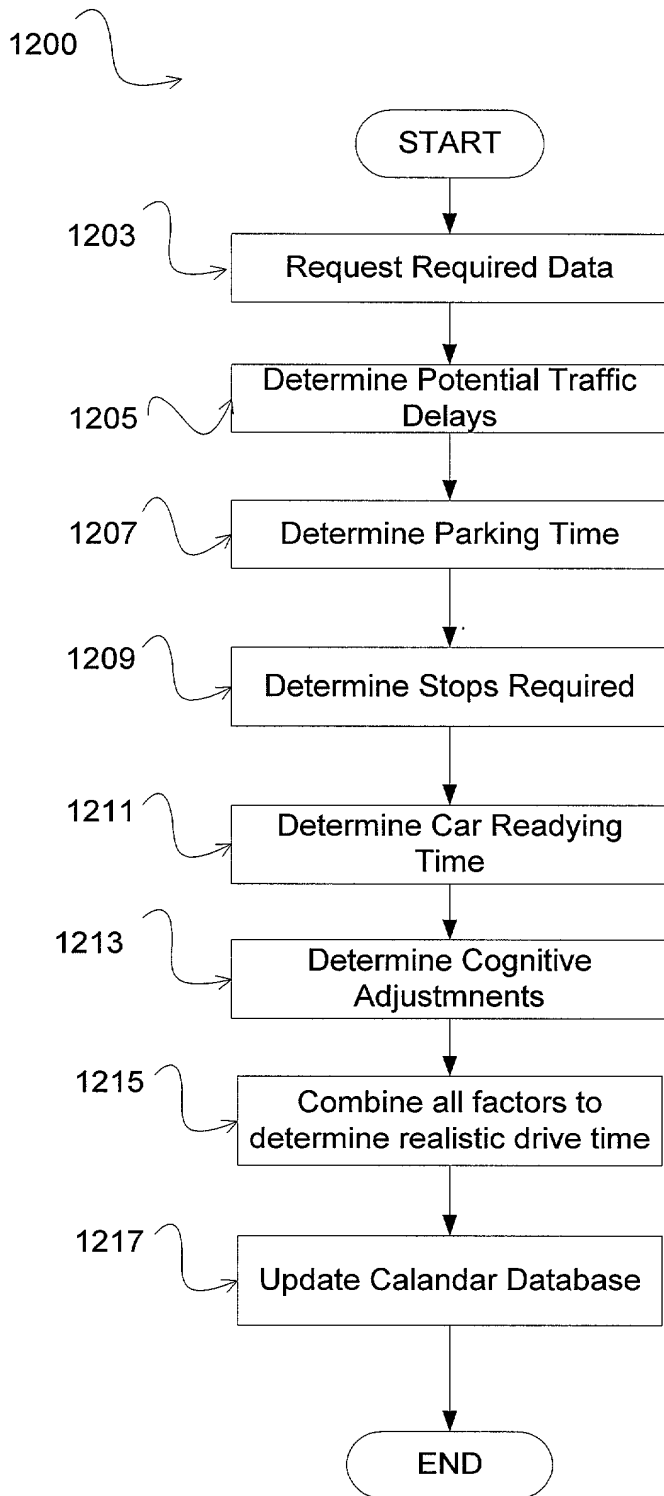 1200
START
1203
Request Required Data
1205
Determine Potential Traffic
Delays
1207
Determine Parking Time
1209
Determine Stops Required
1211
Determine Car Readying
Time
1213
Determine Cognitive
Adjustmnents
1215
Combine all factors to
determine realistic drive time
1217
Update Calandar Database
END